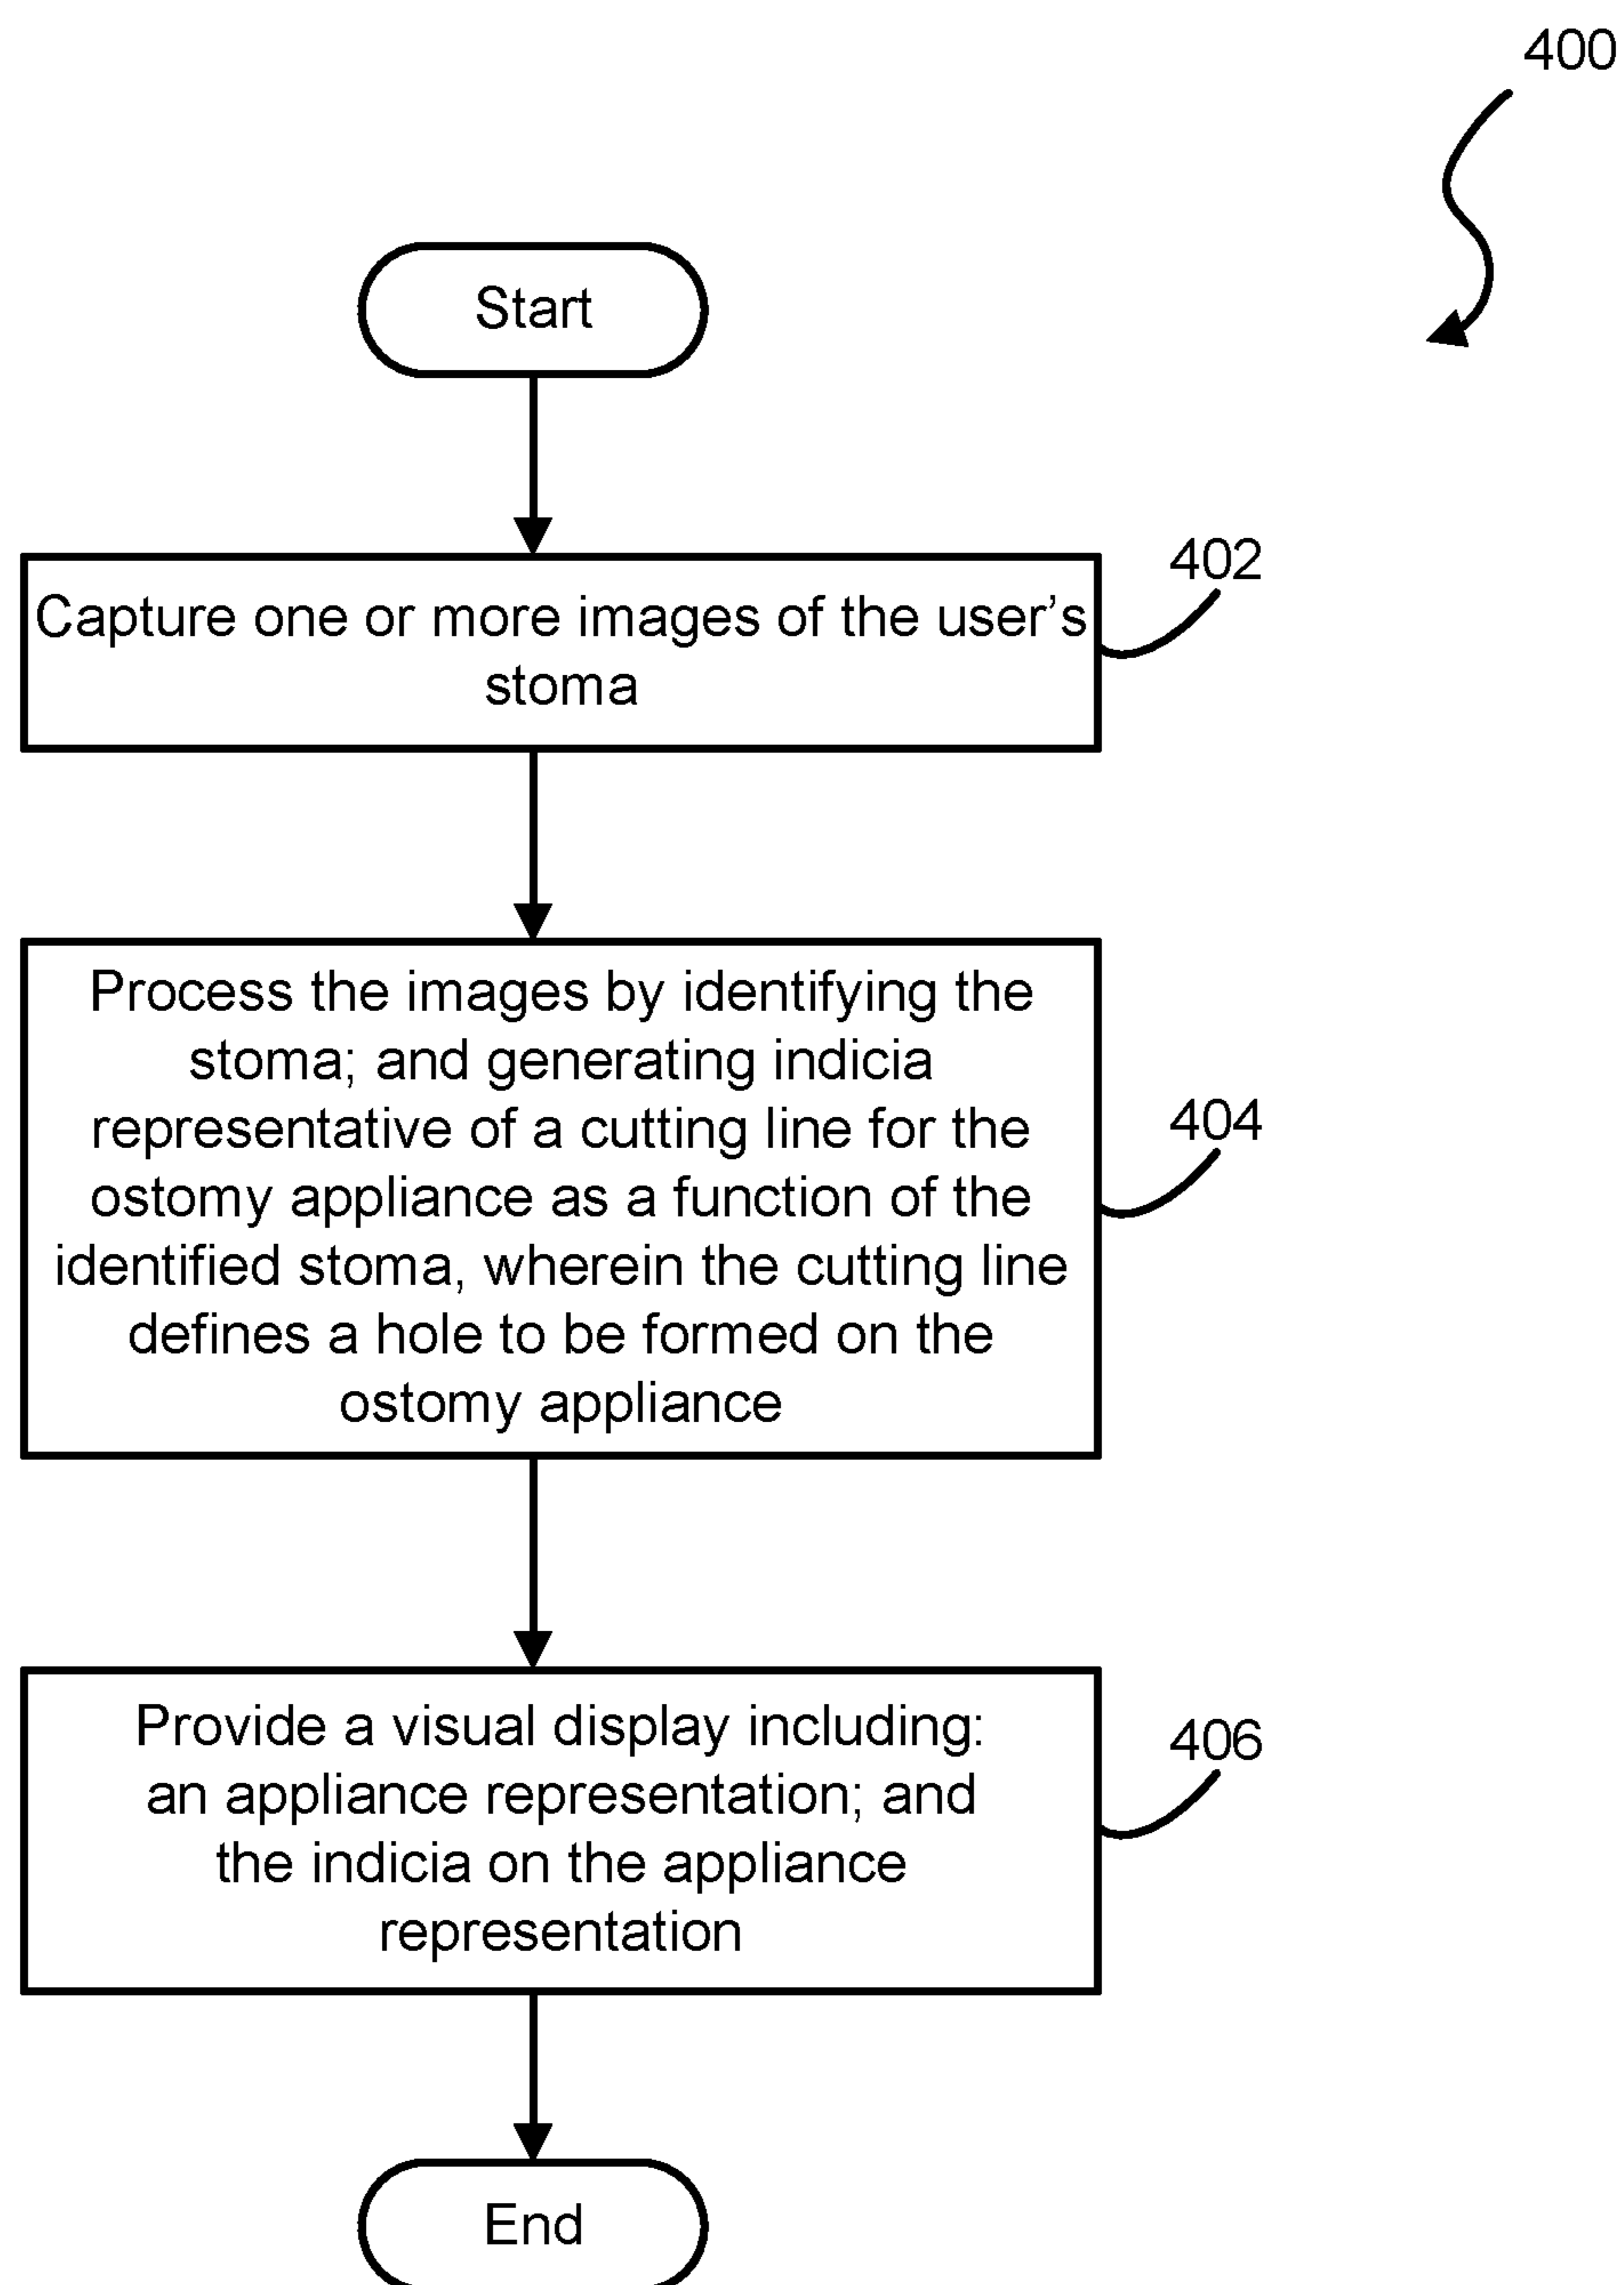 400
Start
Capture one or more images of the user’s
stoma
402
Process the images by identifying the
stoma; and generating indicia
representative of a cutting line for the
ostomy appliance as a function of the
identified stoma, wherein the cutting line
defines a hole to be formed on the
ostomy appliance
404
Provide a visual display including:
an appliance representation; and
the indicia on the appliance
representation
406
End